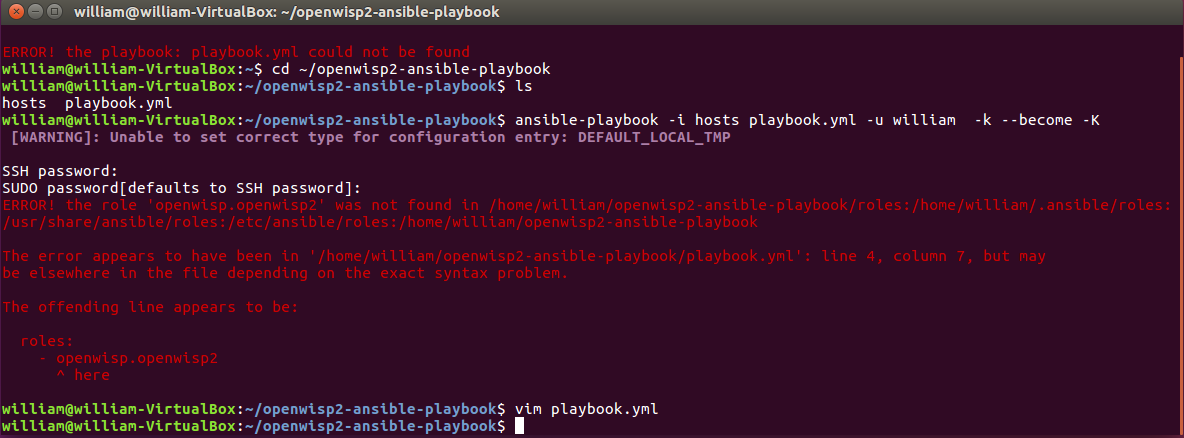 william@william-VirtualBox: ~/openwisp2-ansible-playbook
ERROR! the playbook: playbook.yml could not be found
william@william-VirtualBox:~$ cd ~/openwisp2-ansible-playbook
william@william-VirtualBox:~/openwisp2-ansible-playbook$ ls
hosts  playbook.yml
william@william-VirtualBox:~/openwisp2-ansible-playbook$ ansible-playbook -i hosts playbook.yml -u william  -k --become -K
 [WARNING]: Unable to set correct type for configuration entry: DEFAULT_LOCAL_TMP
SSH password:
SUDO password[defaults to SSH password]:
ERROR! the role 'openwisp.openwisp2' was not found in /home/william/openwisp2-ansible-playbook/roles:/home/william/.ansible/roles:
/usr/share/ansible/roles:/etc/ansible/roles:/home/william/openwisp2-ansible-playbook
The error appears to have been in '/home/william/openwisp2-ansible-playbook/playbook.yml': line 4, column 7, but may
be elsewhere in the file depending on the exact syntax problem.
The offending line appears to be:
  roles:
    - openwisp.openwisp2
      ^ here
william@william-VirtualBox:~/openwisp2-ansible-playbook$ vim playbook.yml
william@william-VirtualBox:~/openwisp2-ansible-playbook$